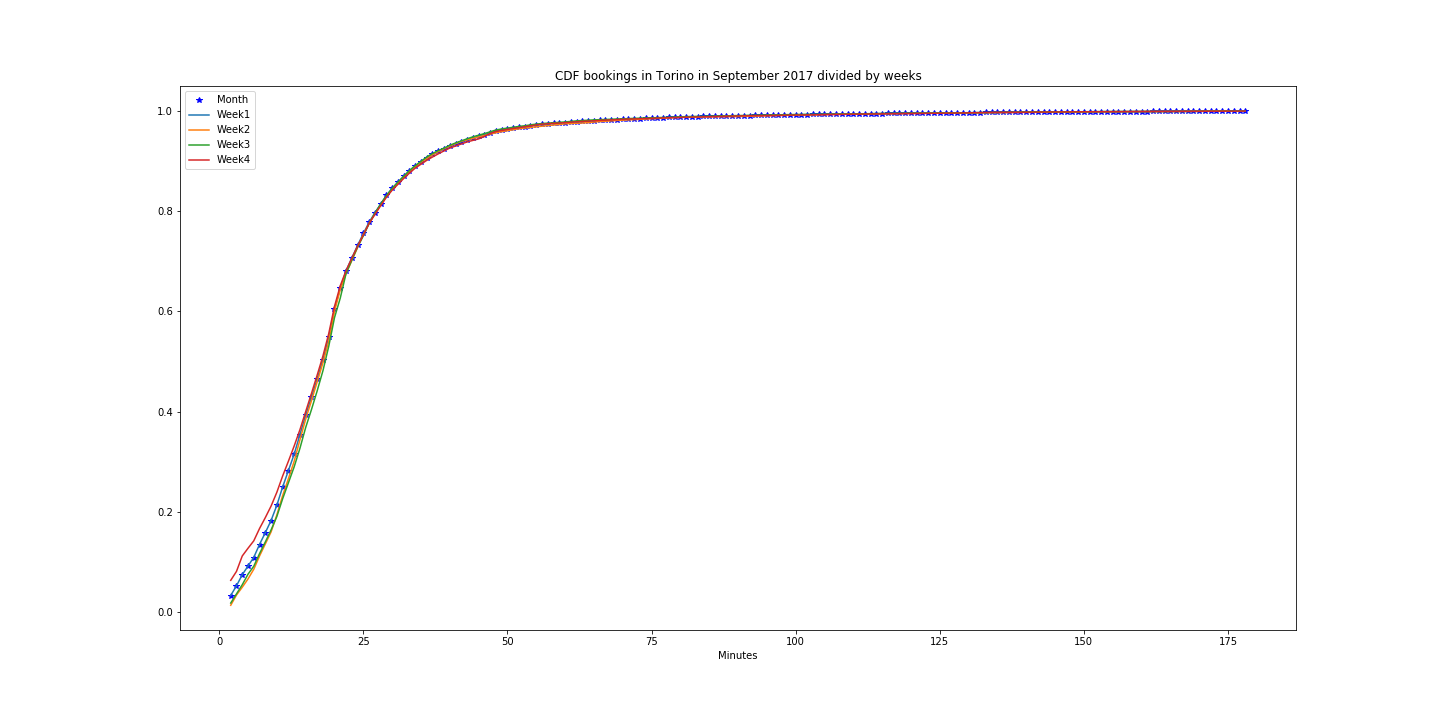 CDF bookings in Torino in September 2017 divided by weeks
Month
Week1
Week2
Week3
Week4
1.0
0.8
0.6
0.4
0.2
0.0
0 25 50 75 100 125 150 175
Minutes